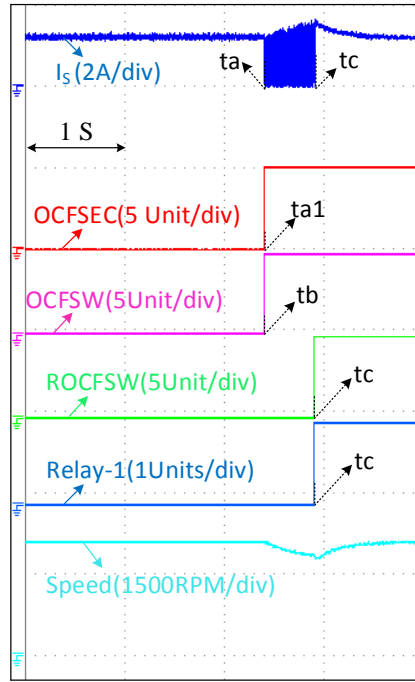 I_S (2A/div)
ta
tc
1 S
OCFSEC(5 Unit/div)
ta1
OCFSW(5Unit/div)
tb
ROCFSW(5Unit/div)
tc
Relay-1(1Units/div)
tc
Speed(1500RPM/div)